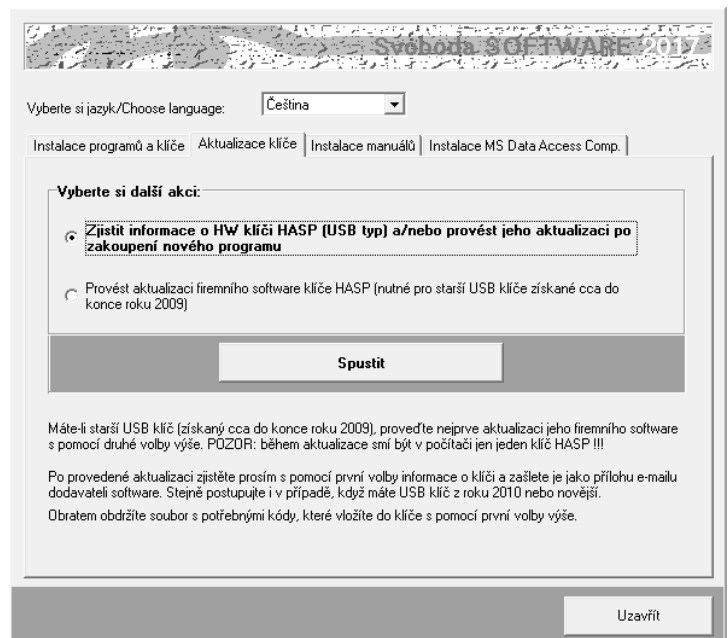 Svoboda SOFTWARE 2017
Vyberte si jazyk/Choose language:
Čeština
Instalace programů a klíče
Aktualizace klíče
Instalace manuálů
Instalace MS Data Access Comp.
Vyberte si další akci:
Zjistit informace o HW klíči HASP (USB typ) a/nebo provést jeho aktualizaci po
zakoupení nového programu
Provést aktualizaci firemního software klíče HASP (nutné pro starší USB klíče získané cca do
konce roku 2009)
Spustit
Máte-li starší USB klíč (získaný cca do konce roku 2009), proveďte nejprve aktualizaci jeho firemního software
s pomocí druhé volby výše. POZOR: během aktualizace smí být v počítači jen jeden klíč HASP !!!
Po provedené aktualizaci zjistěte prosím s pomocí první volby informace o klíči a zašlete je jako přílohu e-mailu
dodavateli software. Stejně postupujte i v případě, když máte USB klíč z roku 2010 nebo novější.
Obratem obdržíte soubor s potřebnými kódy, které vložíte do klíče s pomocí první volby výše.
Uzavřít